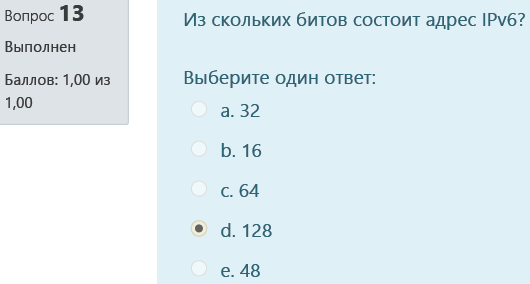 Вопрос 13
Выполнен
Баллов: 1,00 из
1,00
Из скольких битов состоит адрес IPv6?
Выберите один ответ:
a. 32
b. 16
c. 64
d. 128
e. 48